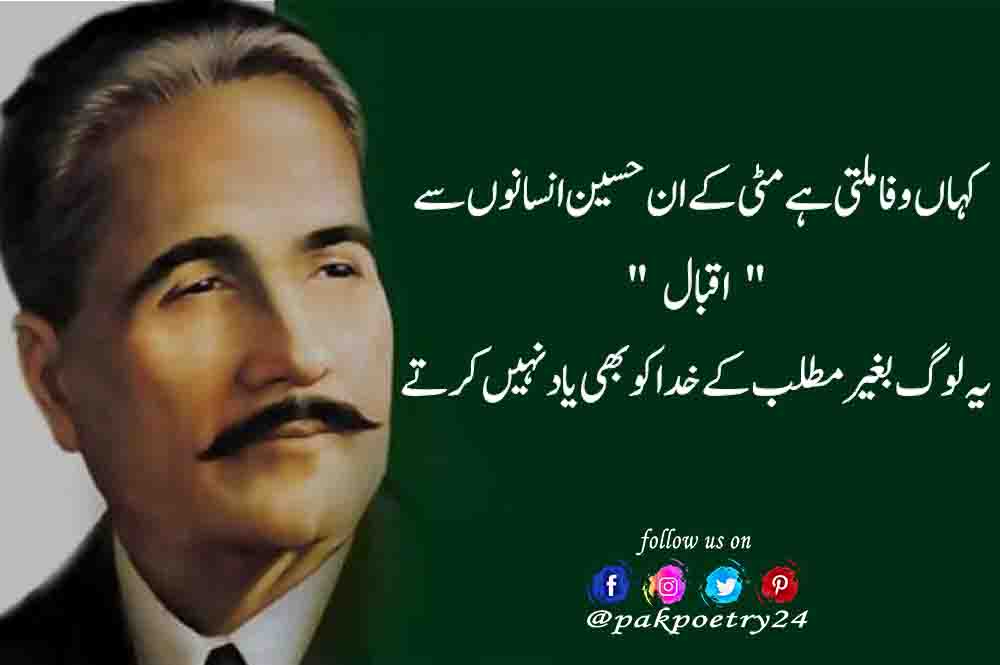 کہاں وفا ملتی ہے مٹی کے ان حسین انسانوں سے
" اقبال "
یہ لوگ بغیر مطلب کے خدا کو بھی یاد نہیں کرتے
follow us on
@pakpoetry24